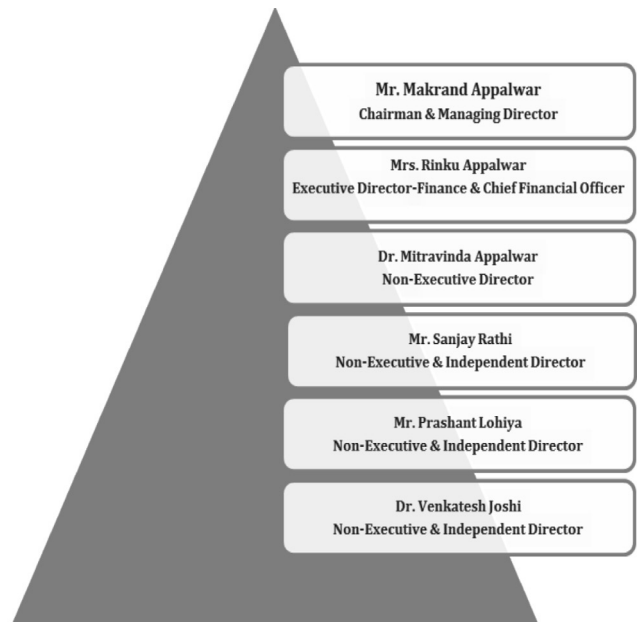 Mr. Makrand Appalwar
Chairman & Managing Director
Mrs. Rinku Appalwar
Executive Director-Finance & Chief Financial Officer
Dr. Mitravinda Appalwar
Non-Executive Director
Mr. Sanjay Rathi
Non-Executive & Independent Director
Mr. Prashant Lohiya
Non-Executive & Independent Director
Dr. Venkatesh Joshi
Non-Executive & Independent Director